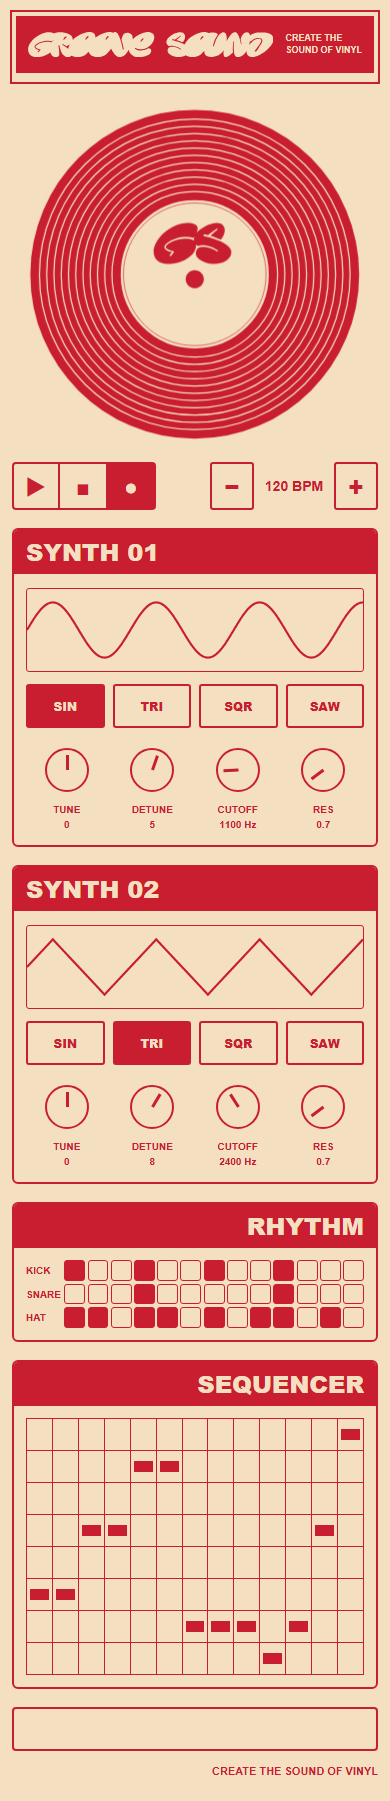 GROOVE SOUND
CREATE THE
SOUND OF VINYL
GS
120 BPM
SYNTH 01
SIN TRI SQR SAW
TUNE DETUNE CUTOFF RES
0 5 1100 Hz 0.7
SYNTH 02
SIN TRI SQR SAW
TUNE DETUNE CUTOFF RES
0 8 2400 Hz 0.7
RHYTHM
KICK
SNARE
HAT
SEQUENCER
CREATE THE SOUND OF VINYL